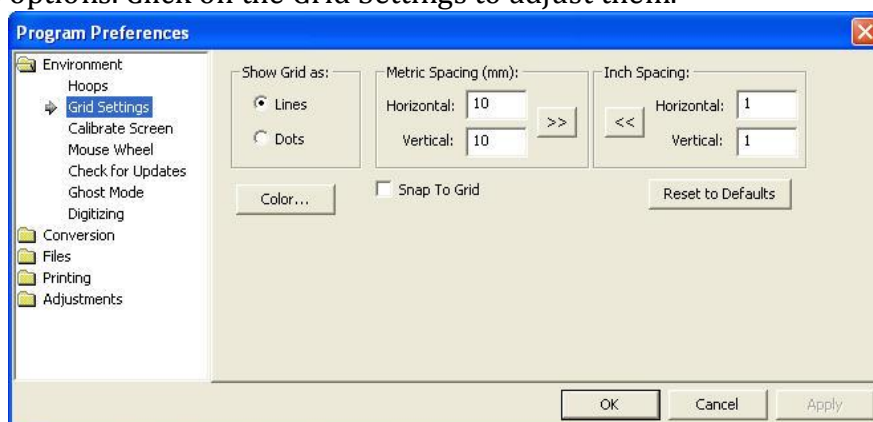 options. Click on the Grid Settings to adjust them.
Program Preferences
Environment
Hoops
Grid Settings
Calibrate Screen
Mouse Wheel
Check for Updates
Ghost Mode
Digitizing
Conversion
Files
Printing
Adjustments
Show Grid as:
Lines
Dots
Color...
Metric Spacing (mm):
Horizontal: 10
Vertical: 10
>>
Snap To Grid
Inch Spacing:
<<
Horizontal: 1
Vertical: 1
Reset to Defaults
OK Cancel Apply